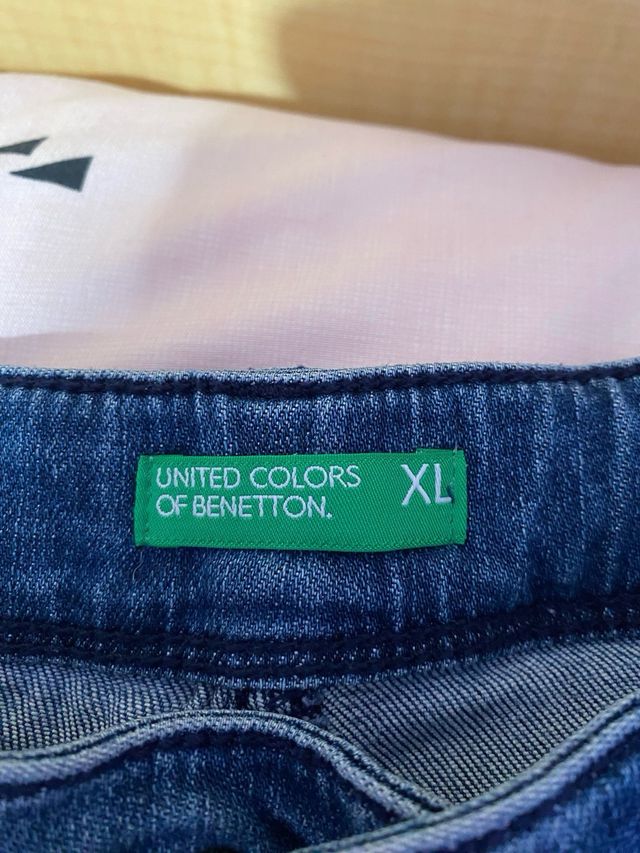 UNITED COLORS
OF BENETTON.
XL